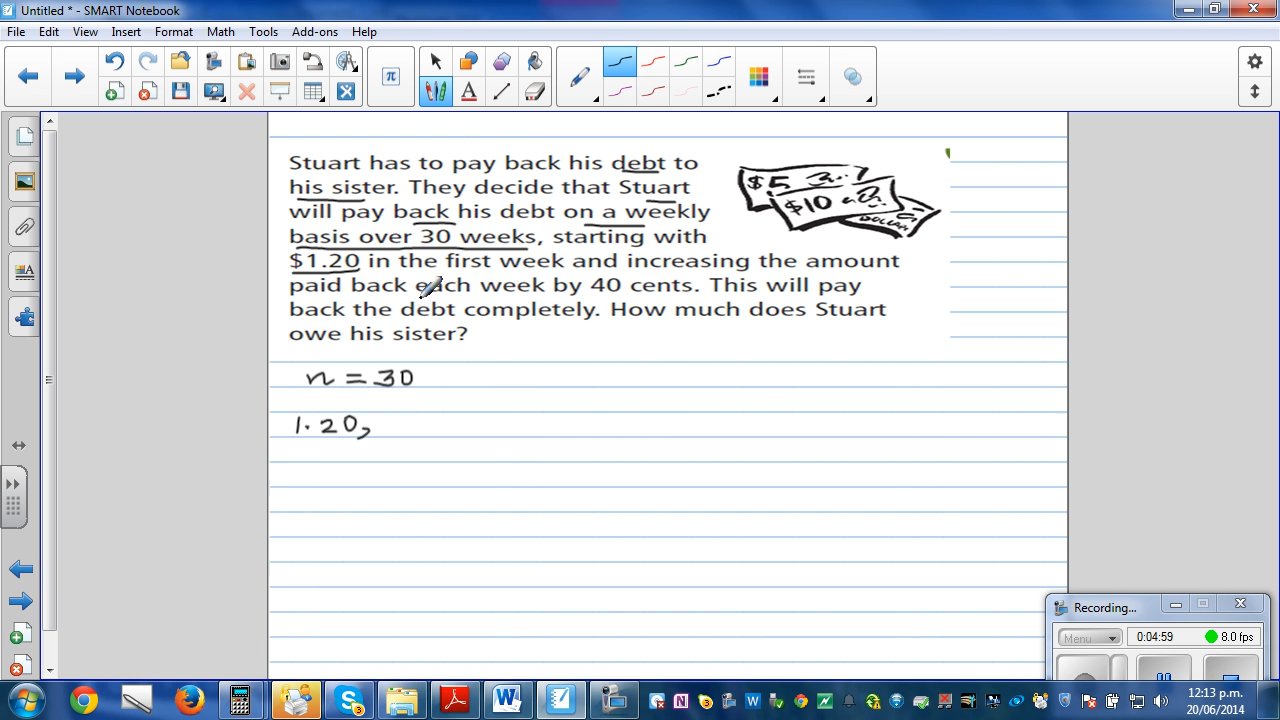 Untitled * - SMART Notebook
File Edit View Insert Format Math Tools Add-ons Help
Stuart has to pay back his debt to
his sister. They decide that Stuart
will pay back his debt on a weekly
basis over 30 weeks, starting with
$1.20 in the first week and increasing the amount
paid back each week by 40 cents. This will pay
back the debt completely. How much does Stuart
owe his sister?
$5
$10
DOLLAR
n = 30
1.20,
Recording...
Menu 0:04:59 8.0 fps
12:13 p.m.
20/06/2014